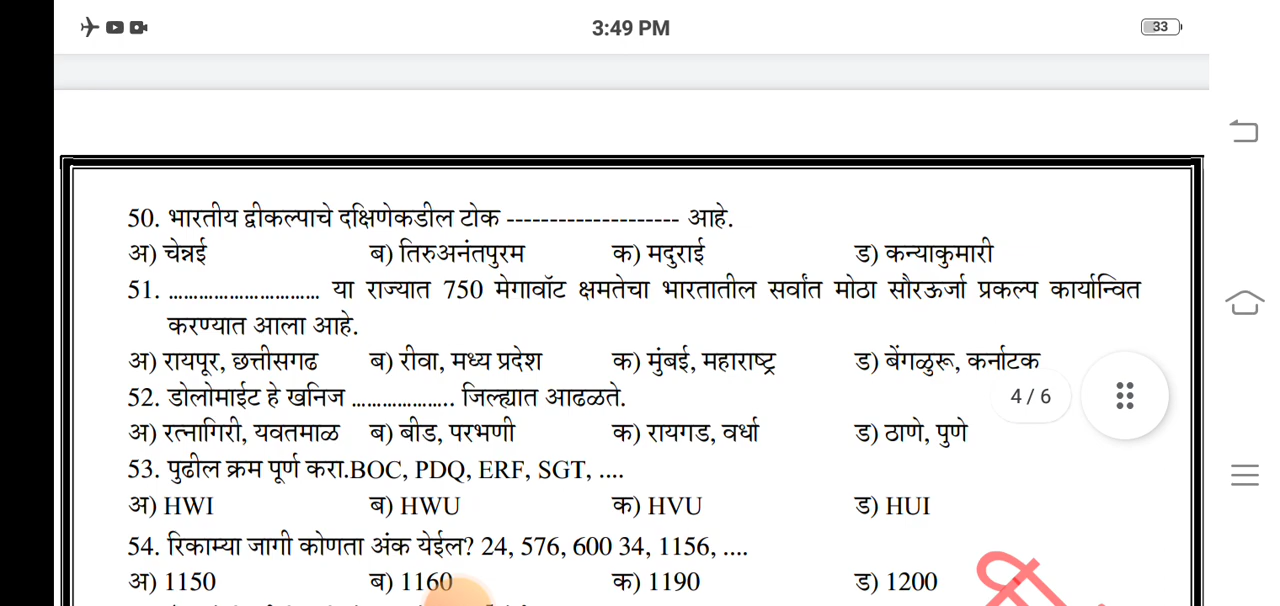 3:49 PM
33
50. भारतीय द्वीकल्पाचे दक्षिणेकडील टोक -------------------- आहे.
अ) चेन्नई ब) तिरुअनंतपुरम क) मदुराई ड) कन्याकुमारी
51. ............................ या राज्यात 750 मेगावॉट क्षमतेचा भारतातील सर्वांत मोठा सौरऊर्जा प्रकल्प कार्यान्वित
करण्यात आला आहे.
अ) रायपूर, छत्तीसगढ ब) रीवा, मध्य प्रदेश क) मुंबई, महाराष्ट्र ड) बेंगळुरू, कर्नाटक
52. डोलोमाईट हे खनिज ................... जिल्ह्यात आढळते.
4 / 6
अ) रत्नागिरी, यवतमाळ ब) बीड, परभणी क) रायगड, वर्धा ड) ठाणे, पुणे
53. पुढील क्रम पूर्ण करा.BOC, PDQ, ERF, SGT, ....
अ) HWI ब) HWU क) HVU ड) HUI
54. रिकाम्या जागी कोणता अंक येईल? 24, 576, 600 34, 1156, ....
अ) 1150 ब) 1160 क) 1190 ड) 1200